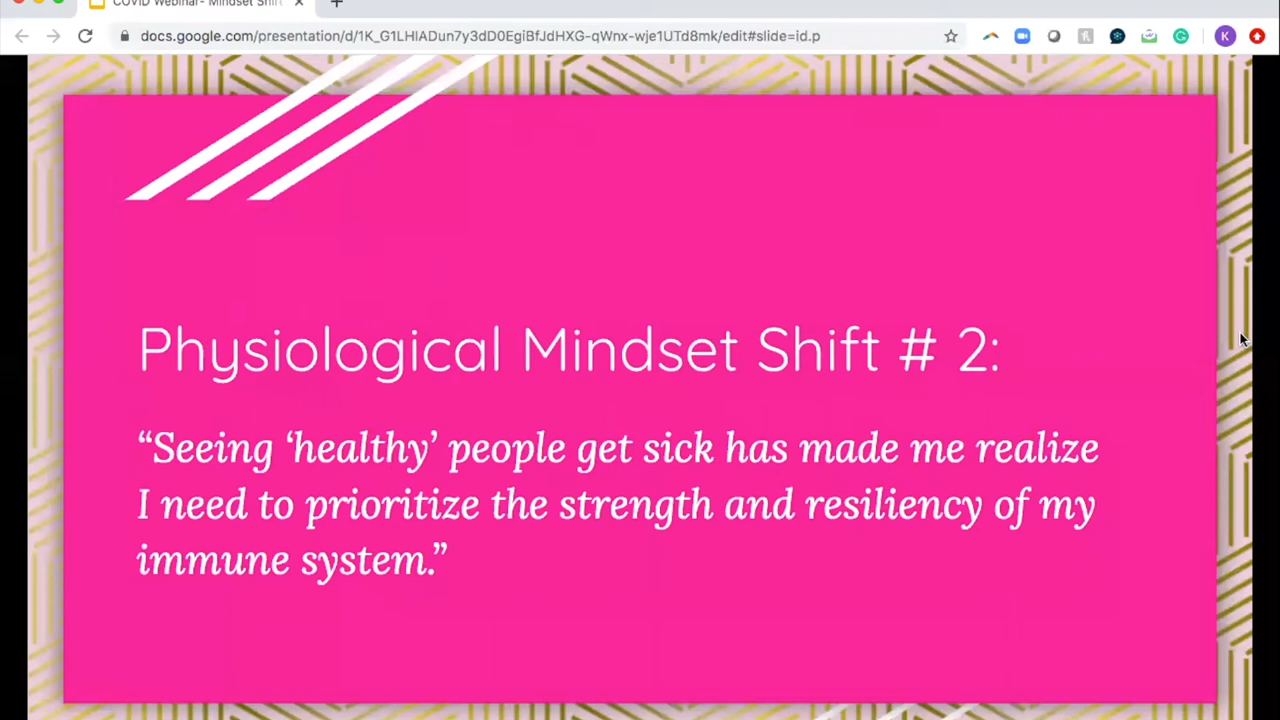 COVID Webinar- Mindset Shift
docs.google.com/presentation/d/1K_G1LHlADun7y3dD0EgiBfJdHXG-qWnx-wje1UTd8mk/edit#slide=id.p
K
Physiological Mindset Shift # 2:
“Seeing ‘healthy’ people get sick has made me realize
I need to prioritize the strength and resiliency of my
immune system.”